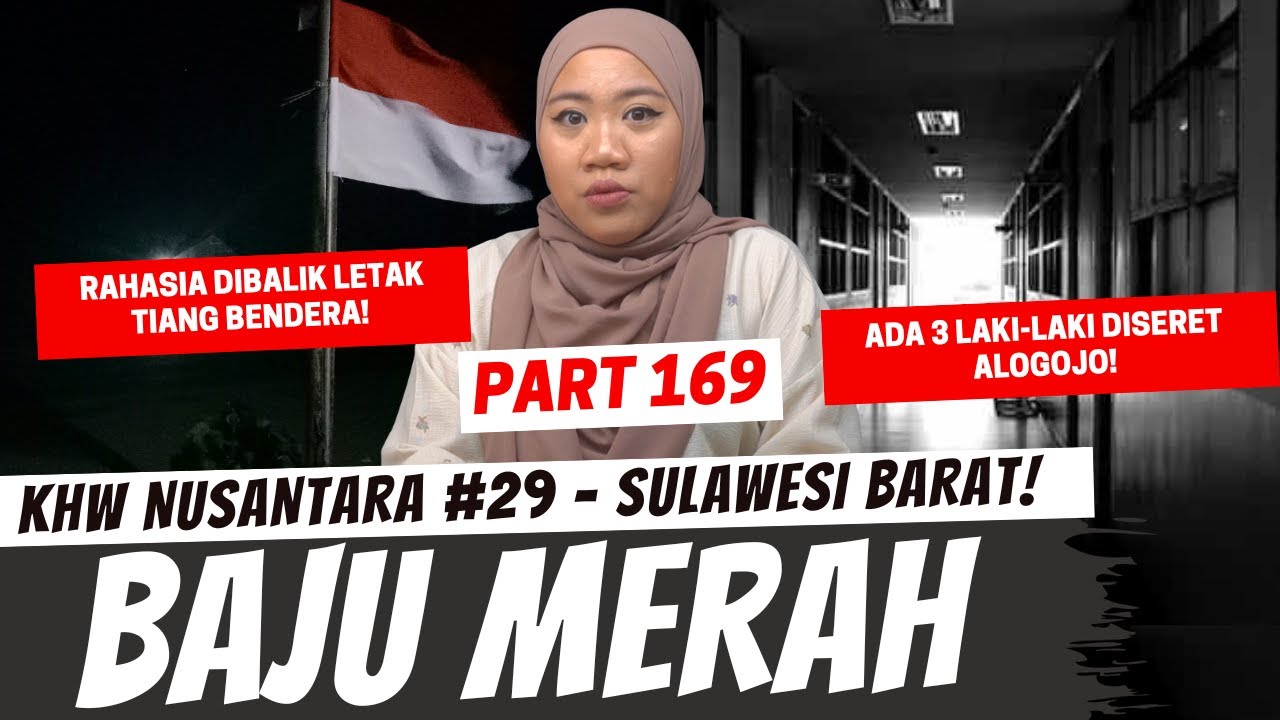 RAHASIA DIBALIK LETAK
TIANG BENDERA!
ADA 3 LAKI-LAKI DISERET
ALOGOJO!
PART 169
KHW NUSANTARA #29 - SULAWESI BARAT!
BAJU MERAH